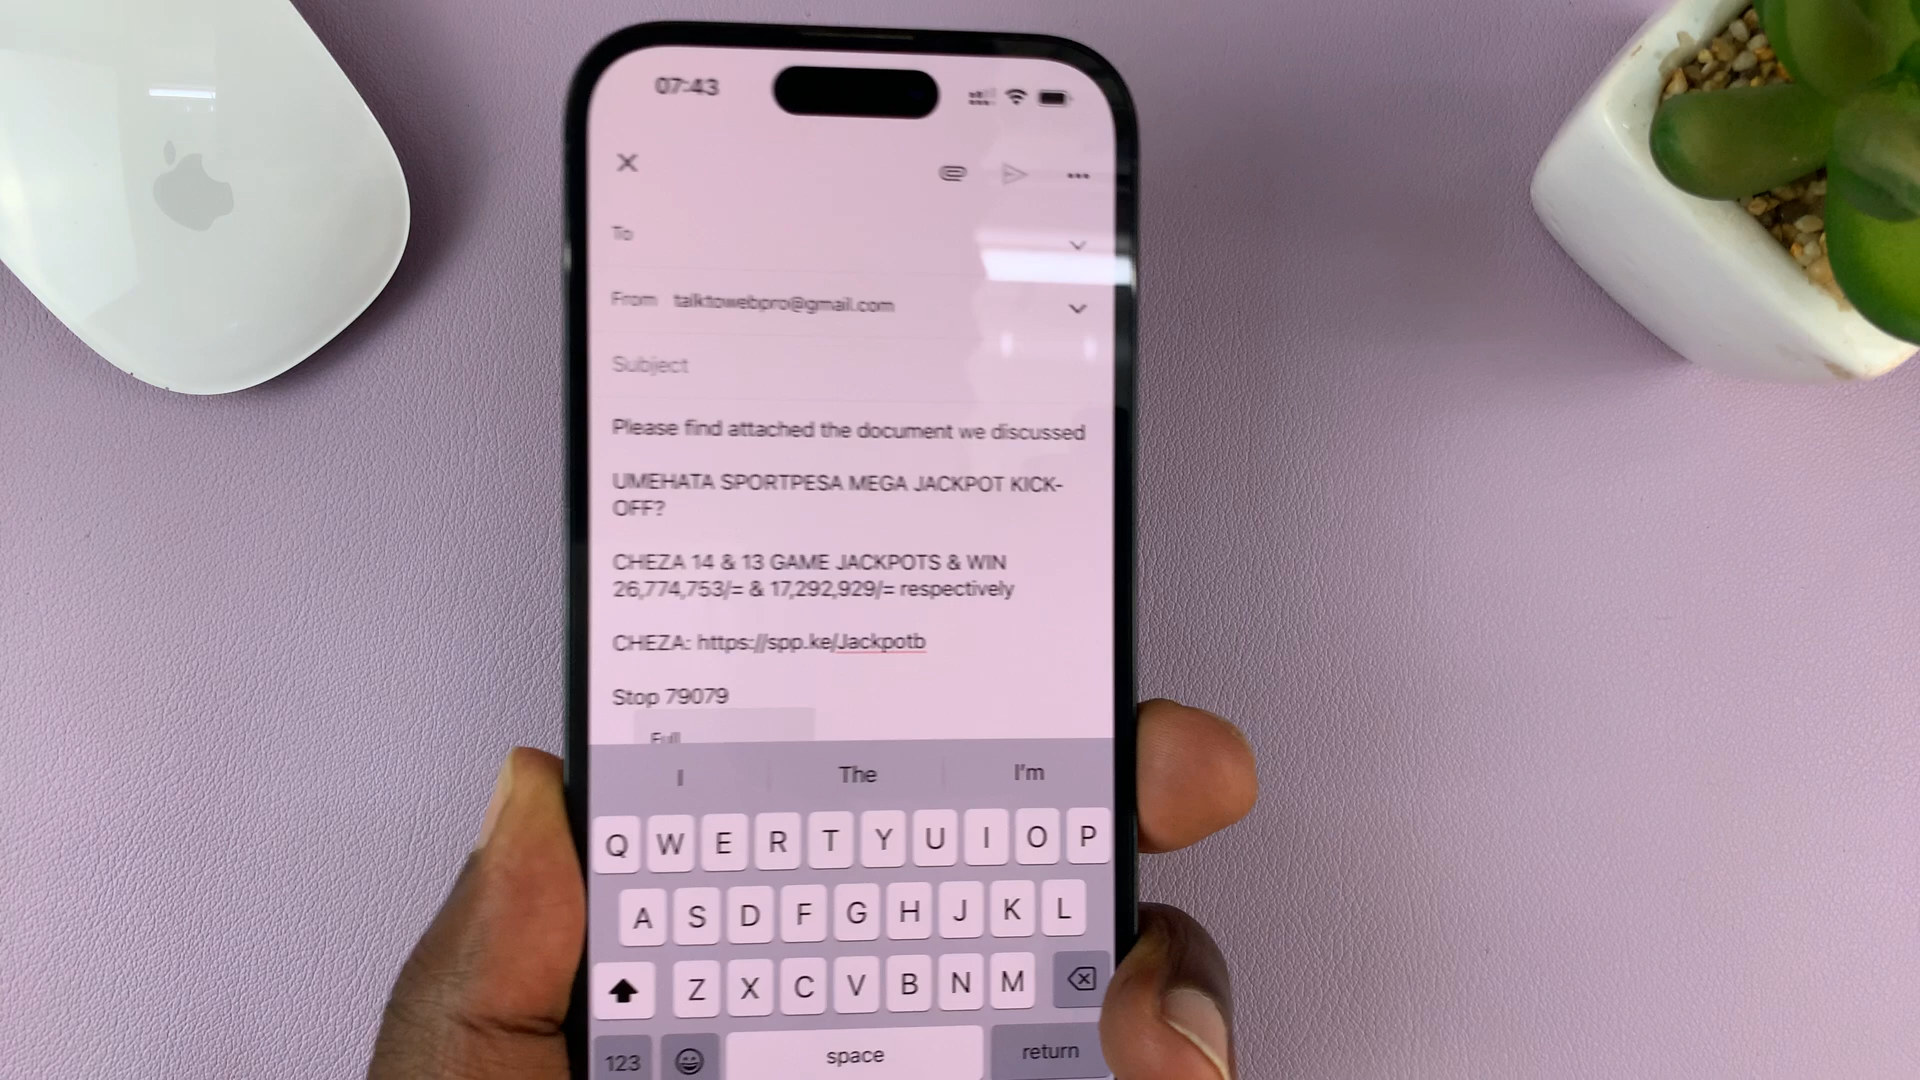 07:43
To
From talktowebpro@gmail.com
Subject
Please find attached the document we discussed
UMEHATA SPORTPESA MEGA JACKPOT KICK-
OFF?
CHEZA 14 & 13 GAME JACKPOTS & WIN
26,774,753/= & 17,292,929/= respectively
CHEZA: https://spp.ke/Jackpotb
Stop 79079
Full
I The I'm
Q W E R T Y U I O P
A S D F G H J K L
Z X C V B N M
123 space return